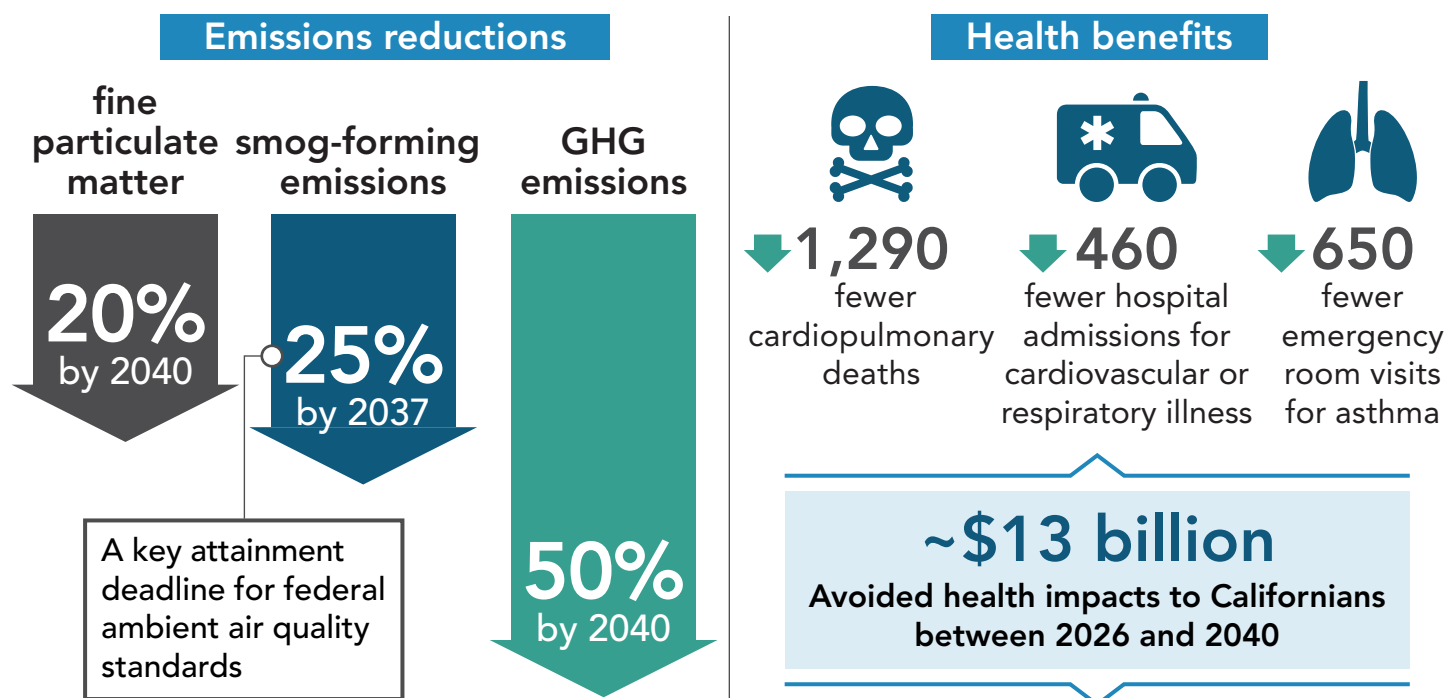 Emissions reductions
fine
particulate
matter
smog-forming
emissions
GHG
emissions
20%
by 2040
25%
by 2037
50%
by 2040
A key attainment
deadline for federal
ambient air quality
standards
Health benefits
1,290
fewer
cardiopulmonary
deaths
460
fewer hospital
admissions for
cardiovascular or
respiratory illness
650
fewer
emergency
room visits
for asthma
~$13 billion
Avoided health impacts to Californians
between 2026 and 2040